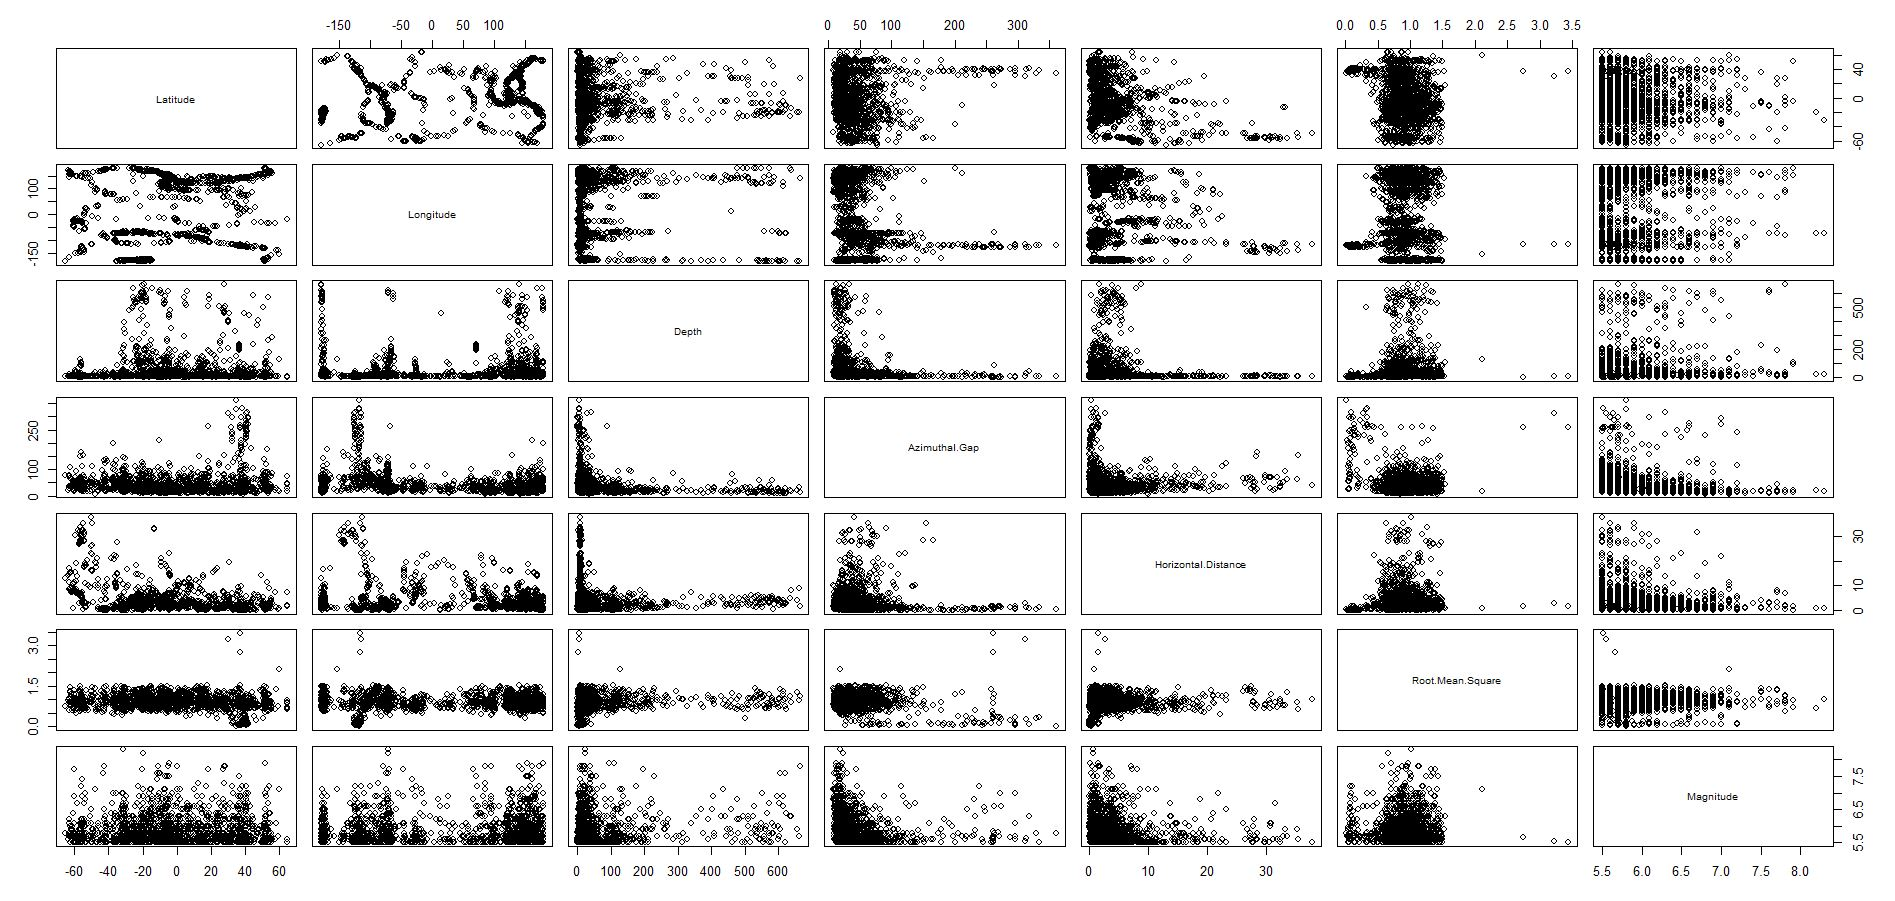 -150 -50 0 50 100 0 50 100 200 300 0.0 0.5 1.0 1.5 2.0 2.5 3.0 3.5
Latitude -60 0 40
-150 0 100 Longitude
Depth 0 200 500
0 100 250 Azimuthal.Gap
Horizontal.Distance 0 10 30
0.0 1.5 3.0 Root.Mean.Square
Magnitude 5.5 6.5 7.5
-60 -40 -20 0 20 40 60 0 100 200 300 400 500 600 0 10 20 30 5.5 6.0 6.5 7.0 7.5 8.0